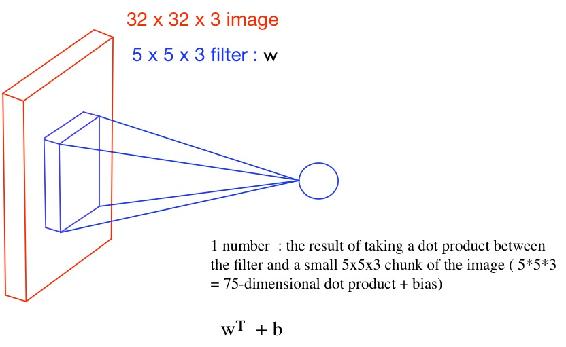 32 x 32 x 3 image
5 x 5 x 3 filter : w
1 number : the result of taking a dot product between
the filter and a small 5x5x3 chunk of the image ( 5*5*3
= 75-dimensional dot product + bias)
wᵀ + b